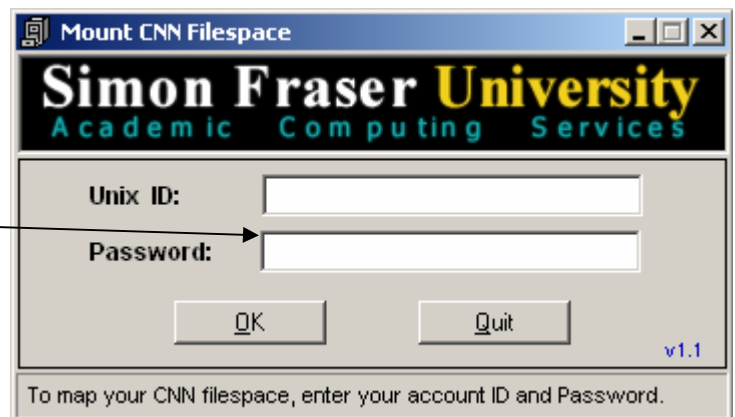 Mount CNN Filespace
Simon Fraser University
Academic Computing Services
Unix ID:
Password:
OK Quit
v1.1
To map your CNN filespace, enter your account ID and Password.